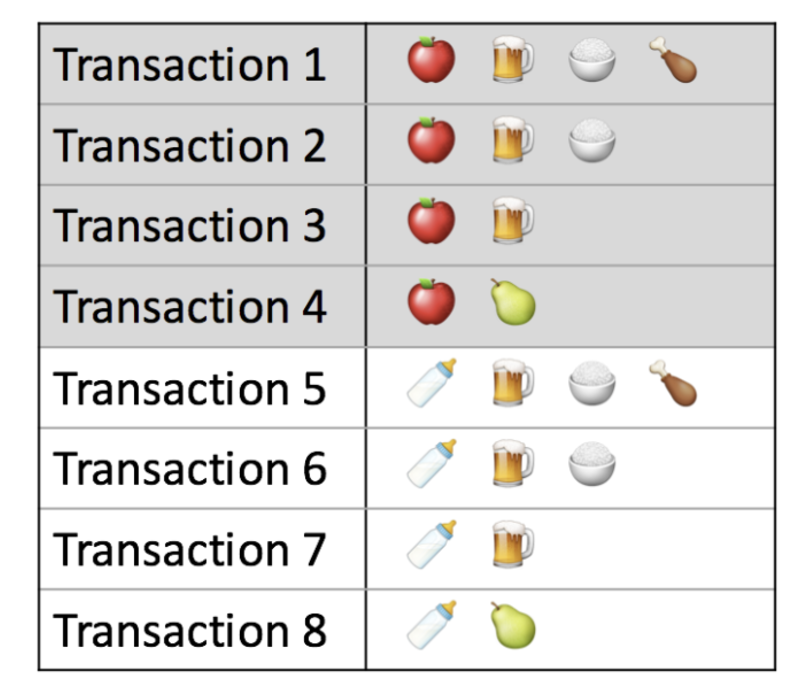 Transaction 1
Transaction 2
Transaction 3
Transaction 4
Transaction 5
Transaction 6
Transaction 7
Transaction 8